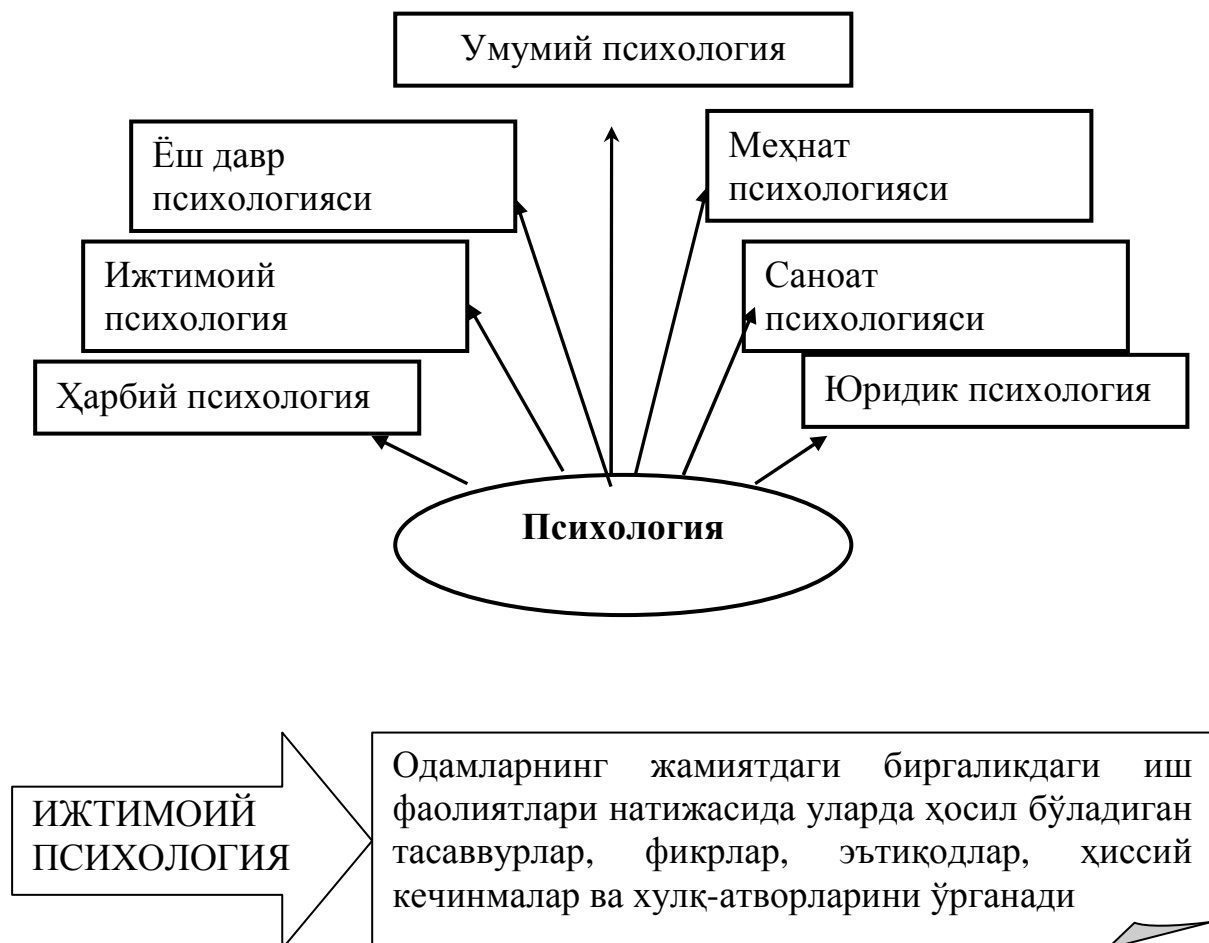 Умумий психология
Ёш давр
психологияси
Меҳнат
психологияси
Ижтимоий
психология
Саноат
психологияси
Ҳарбий психология
Юридик психология
Психология
ИЖТИМОИЙ
ПСИХОЛОГИЯ
Одамларнинг жамиятдаги биргаликдаги иш
фаолиятлари натижасида уларда ҳосил бўладиган
тасаввурлар, фикрлар, эътиқодлар, ҳиссий
кечинмалар ва хулқ-атворларини ўрганади